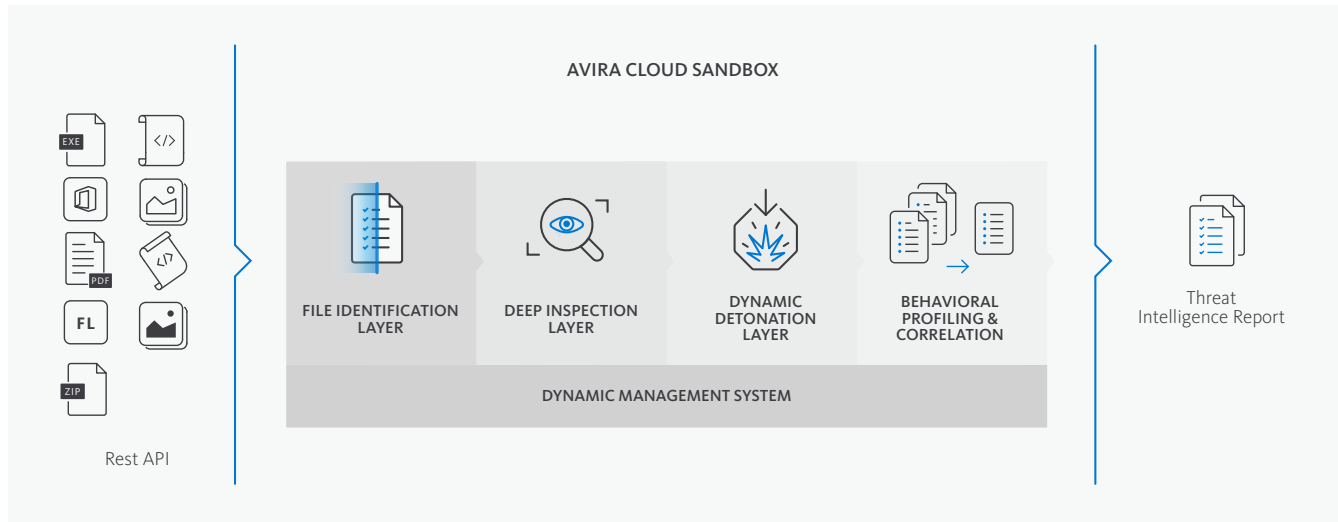 AVIRA CLOUD SANDBOX
EXE
</>
PDF
</>
FL
ZIP
Rest API
FILE IDENTIFICATION
LAYER
DEEP INSPECTION
LAYER
DYNAMIC
DETONATION
LAYER
BEHAVIORAL
PROFILING &
CORRELATION
DYNAMIC MANAGEMENT SYSTEM
Threat
Intelligence Report